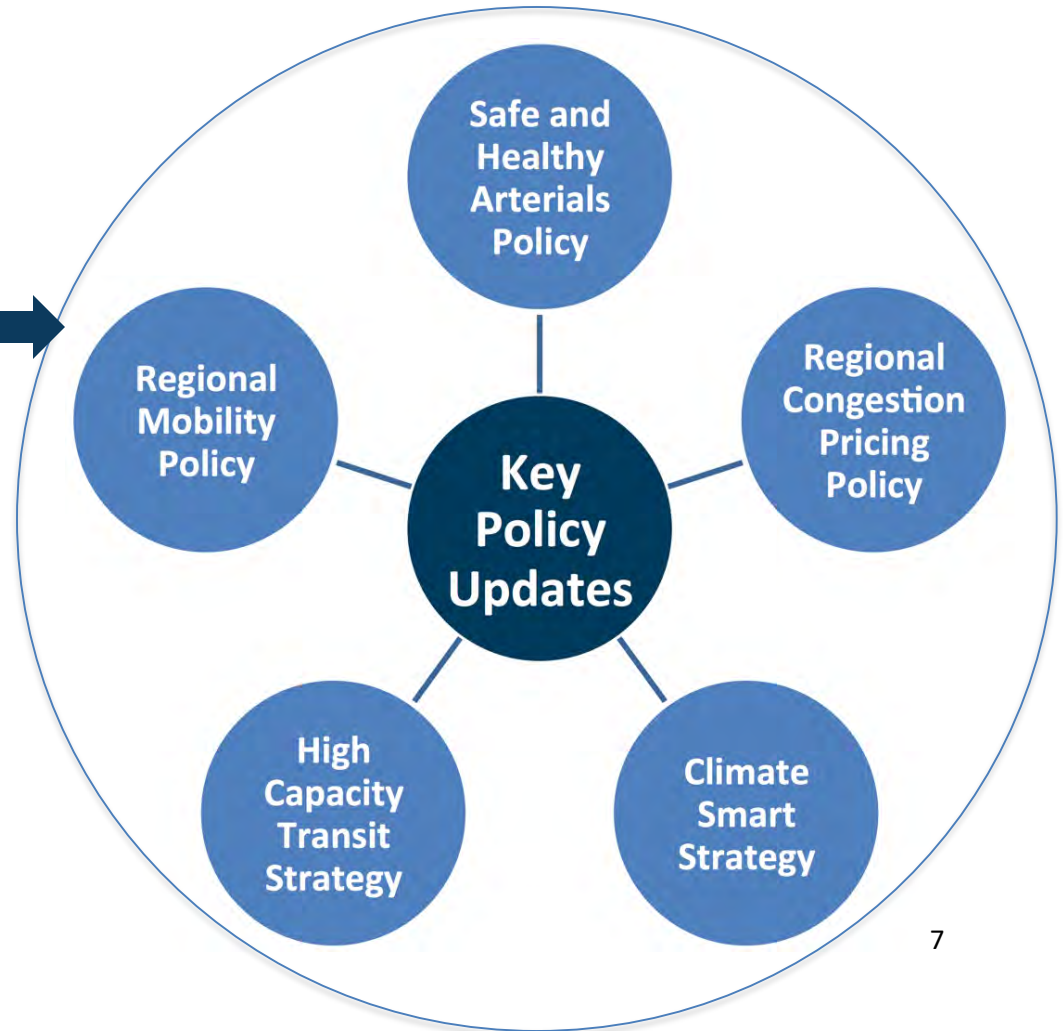 Safe and
Healthy
Arterials
Policy
Regional
Mobility
Policy
Regional
Congestion
Pricing
Policy
Key
Policy
Updates
High
Capacity
Transit
Strategy
Climate
Smart
Strategy
7